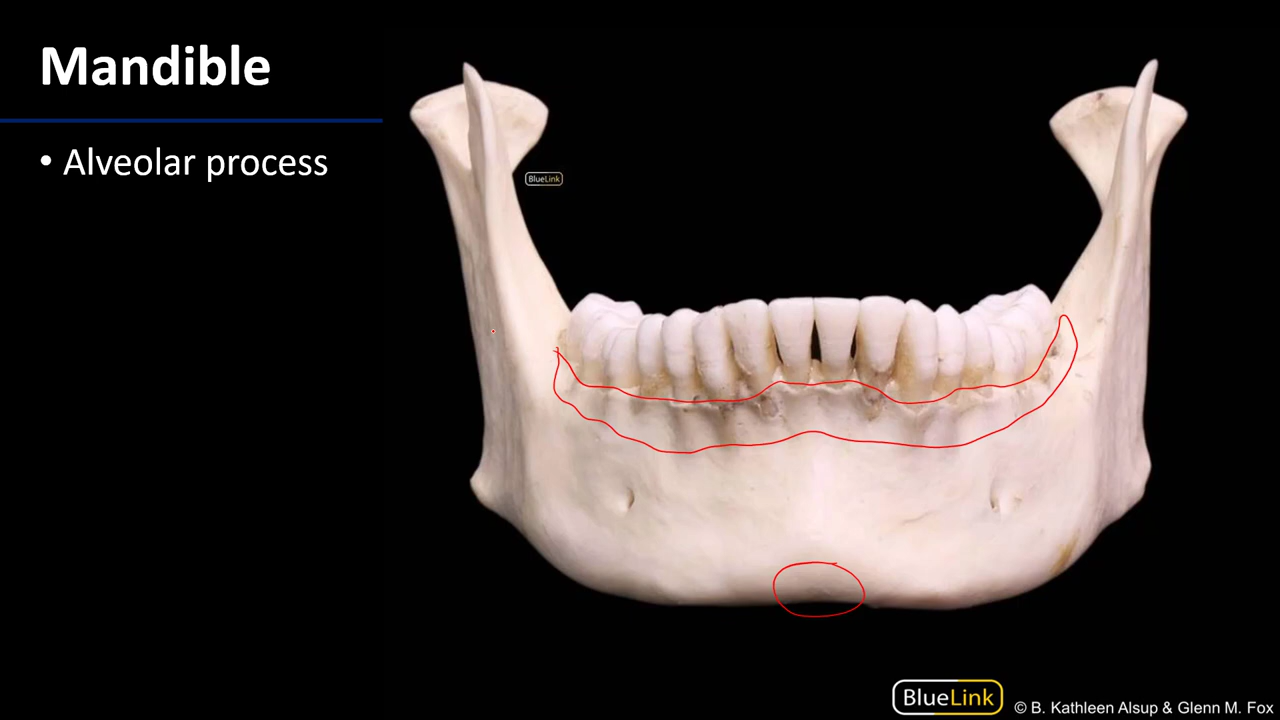 Mandible
• Alveolar process
BlueLink
BlueLink
© B. Kathleen Alsup & Glenn M. Fox